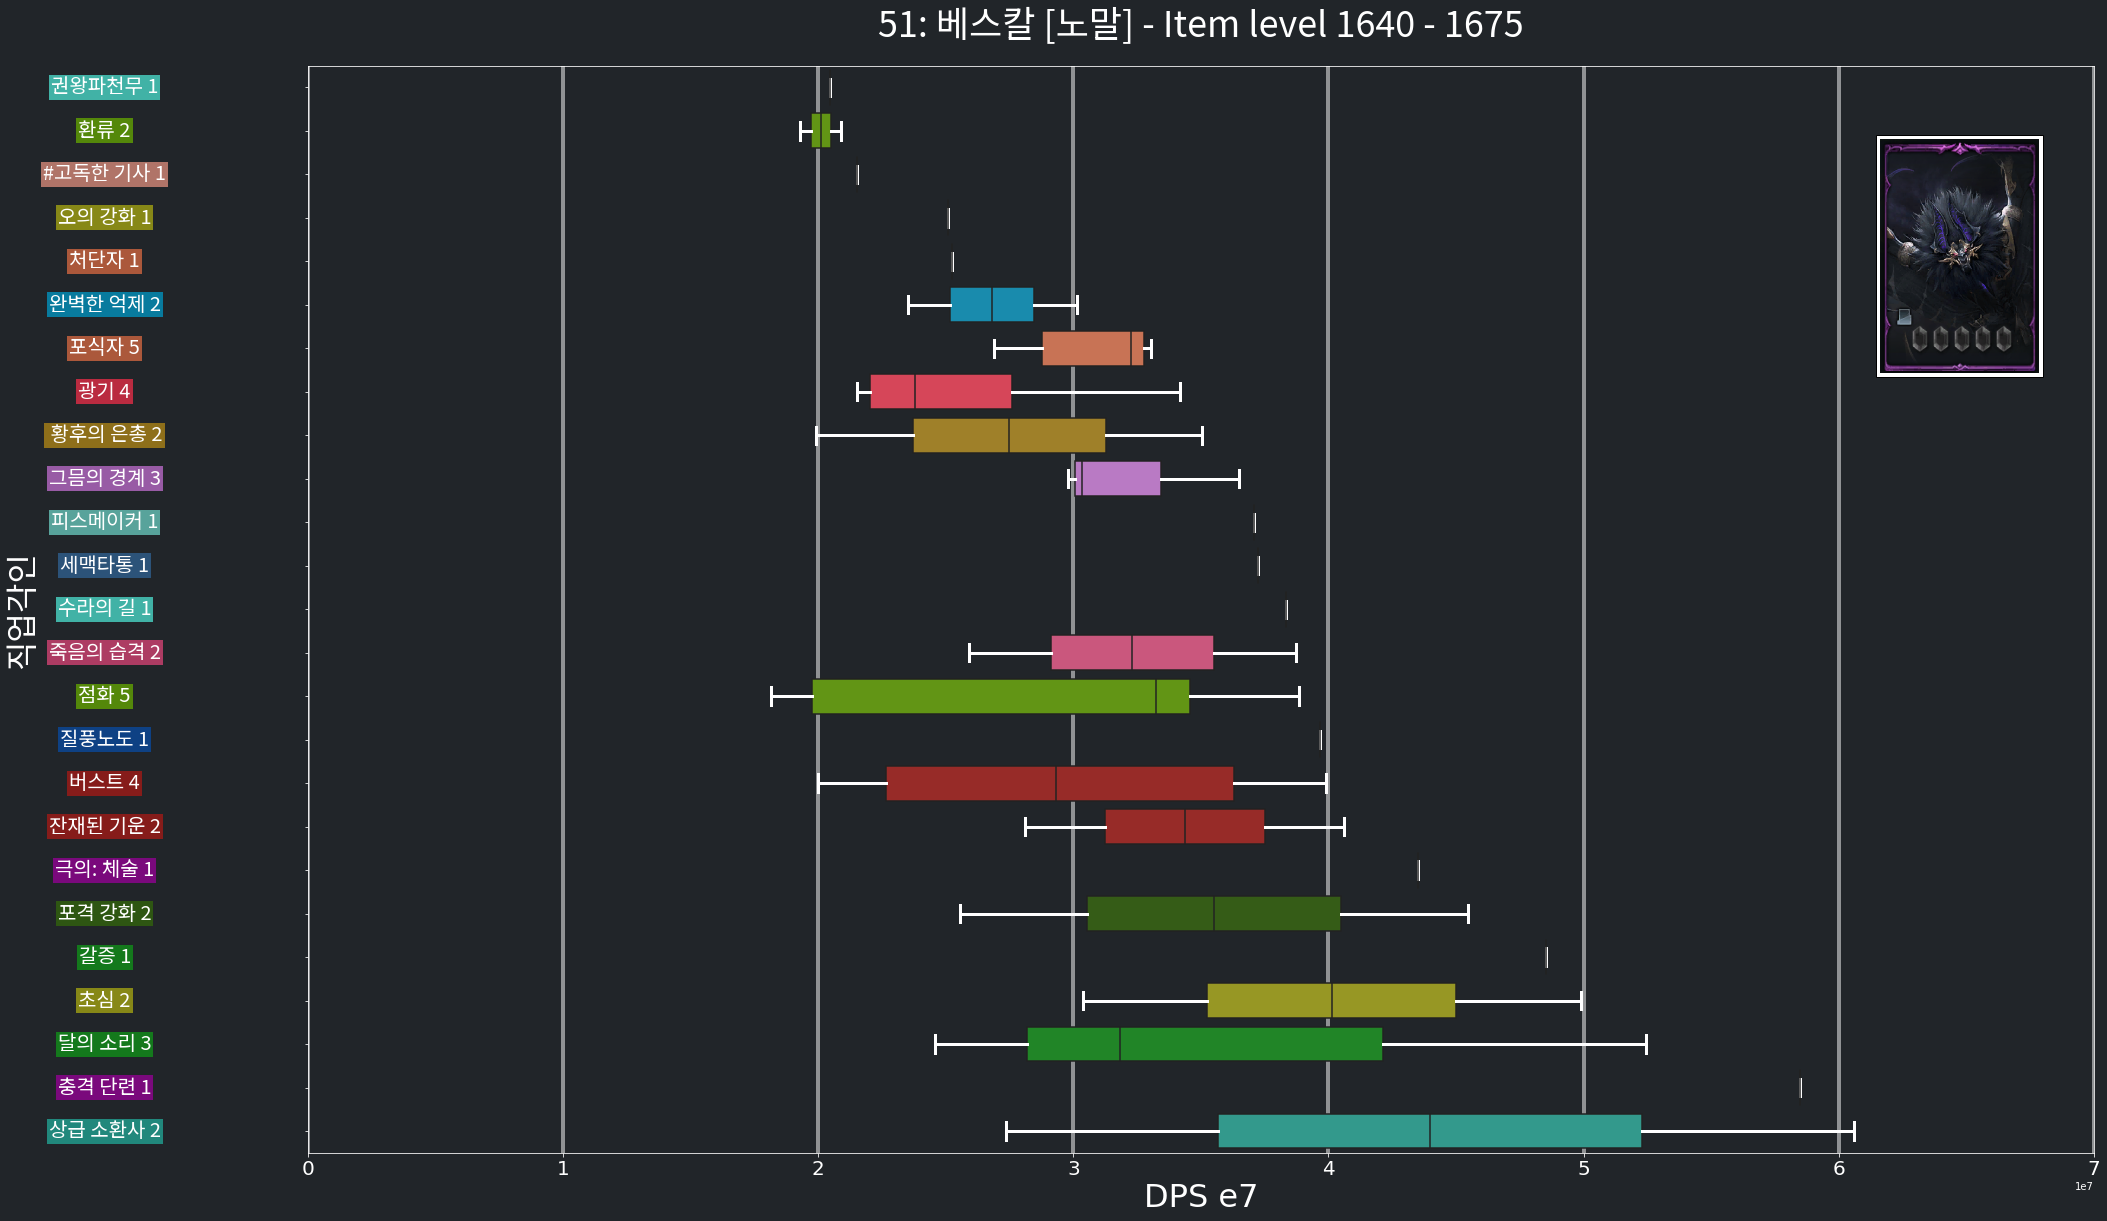 51: 베스칼 [노말] - Item level 1640 - 1675
권왕파천무 1
환류 2
#고독한 기사 1
오의 강화 1
처단자 1
완벽한 억제 2
포식자 5
광기 4
황후의 은총 2
그믐의 경계 3
피스메이커 1
세맥타통 1
수라의 길 1
죽음의 습격 2
점화 5
질풍노도 1
버스트 4
잔재된 기운 2
극의: 체술 1
포격 강화 2
갈증 1
초심 2
달의 소리 3
충격 단련 1
상급 소환사 2
직업각인
0 1 2 3 4 5 6 7
1e7
DPS e7